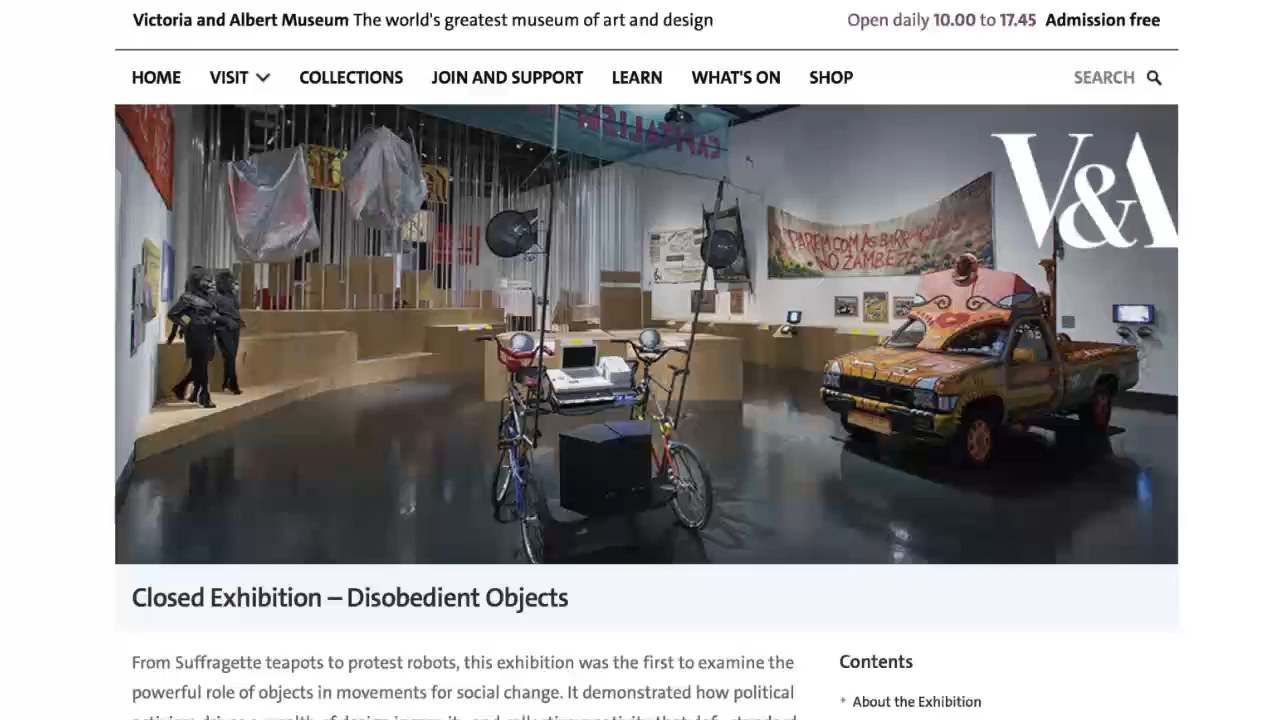 Victoria and Albert Museum The world's greatest museum of art and design
Open daily 10.00 to 17.45 Admission free
HOME VISIT COLLECTIONS JOIN AND SUPPORT LEARN WHAT'S ON SHOP SEARCH
CAPITALISM
V&A
NO ZAMBEZE
Closed Exhibition – Disobedient Objects
From Suffragette teapots to protest robots, this exhibition was the first to examine the
powerful role of objects in movements for social change. It demonstrated how political
Contents
About the Exhibition